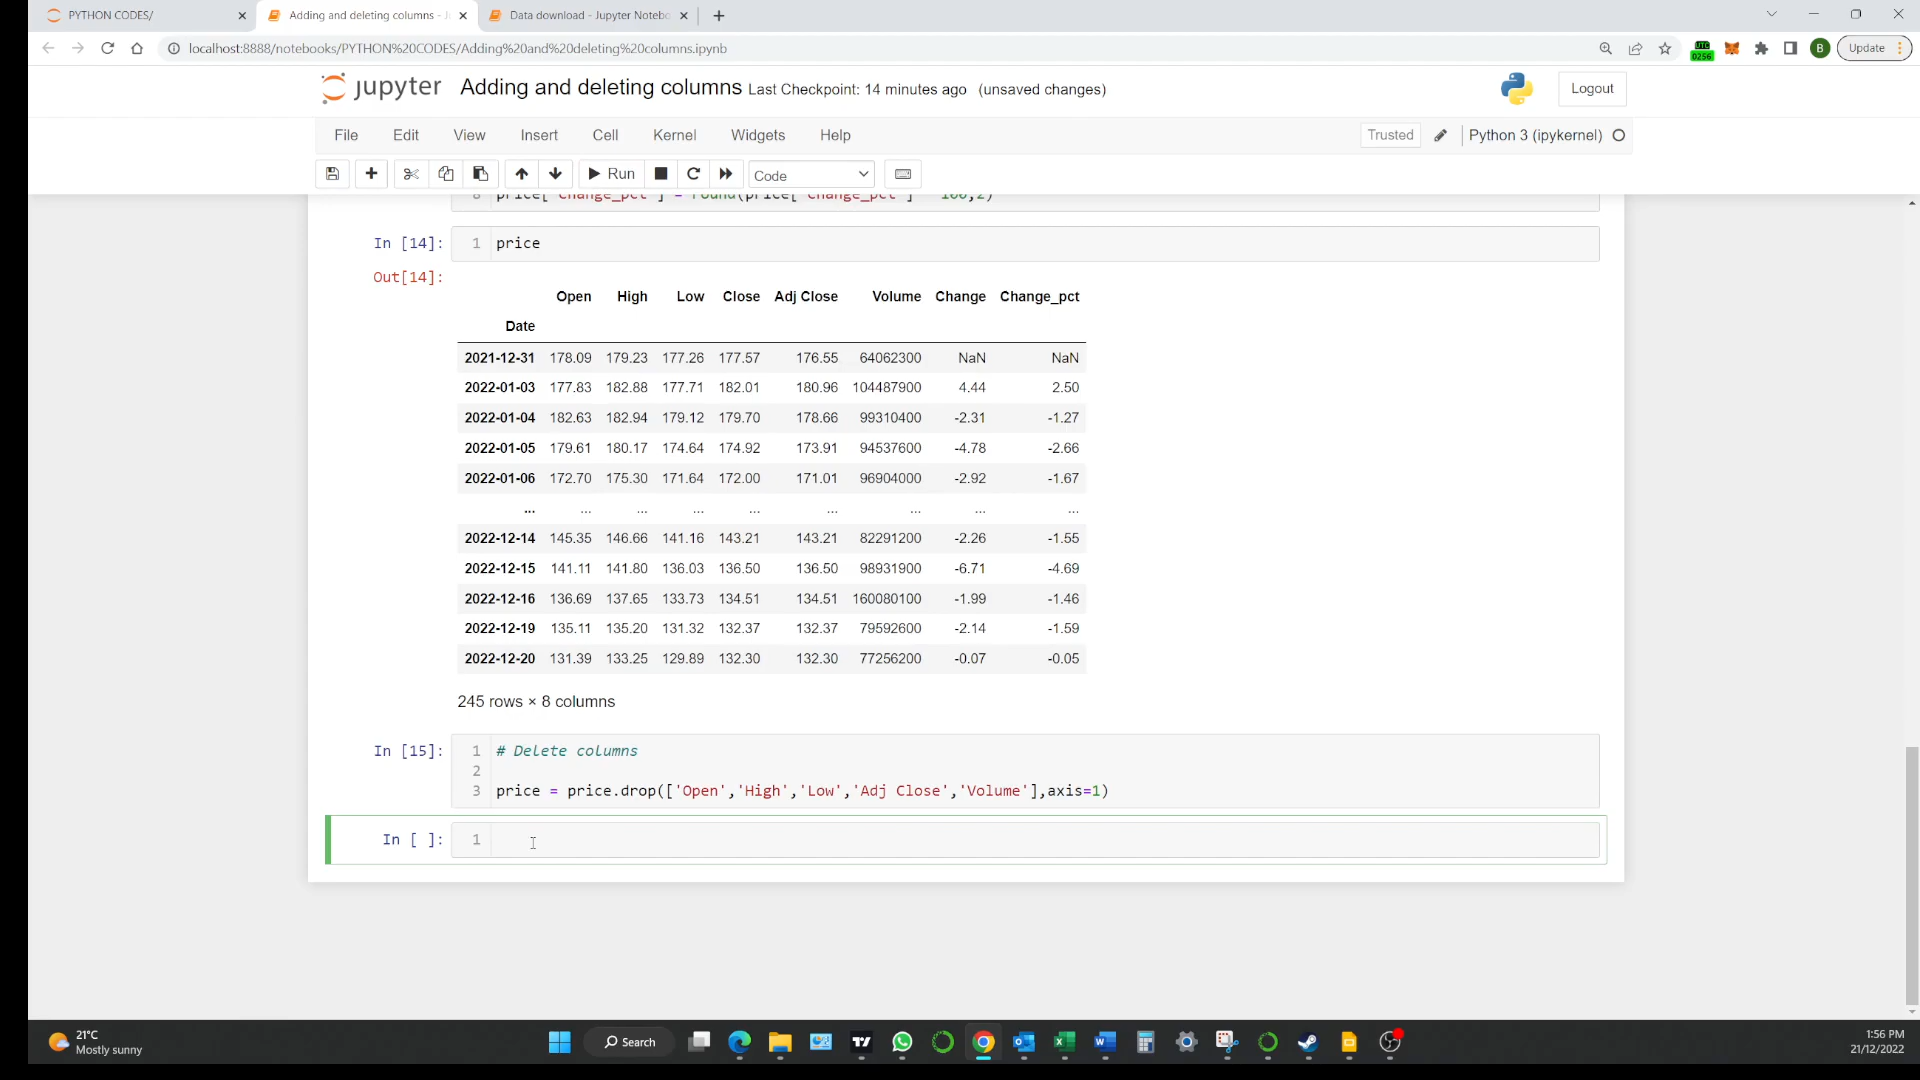 PYTHON CODES/
Adding and deleting columns - J
Data download - Jupyter Notebo
localhost:8888/notebooks/PYTHON%20CODES/Adding%20and%20deleting%20columns.ipynb
UTC
0256
B
Update
jupyter Adding and deleting columns Last Checkpoint: 14 minutes ago (unsaved changes)
Logout
File Edit View Insert Cell Kernel Widgets Help
Trusted Python 3 (ipykernel)
Run Code
8 price['Change_pct'] = round(price['Change_pct'] * 100,2)
In [14]: 1 price
Out[14]:
Open High Low Close Adj Close Volume Change Change_pct
Date
2021-12-31 178.09 179.23 177.26 177.57 176.55 64062300 NaN NaN
2022-01-03 177.83 182.88 177.71 182.01 180.96 104487900 4.44 2.50
2022-01-04 182.63 182.94 179.12 179.70 178.66 99310400 -2.31 -1.27
2022-01-05 179.61 180.17 174.64 174.92 173.91 94537600 -4.78 -2.66
2022-01-06 172.70 175.30 171.64 172.00 171.01 96904000 -2.92 -1.67
... ... ... ... ... ... ... ... ...
2022-12-14 145.35 146.66 141.16 143.21 143.21 82291200 -2.26 -1.55
2022-12-15 141.11 141.80 136.03 136.50 136.50 98931900 -6.71 -4.69
2022-12-16 136.69 137.65 133.73 134.51 134.51 160080100 -1.99 -1.46
2022-12-19 135.11 135.20 131.32 132.37 132.37 79592600 -2.14 -1.59
2022-12-20 131.39 133.25 129.89 132.30 132.30 77256200 -0.07 -0.05
245 rows × 8 columns
In [15]: 1 # Delete columns
2
3 price = price.drop(['Open','High','Low','Adj Close','Volume'],axis=1)
In [ ]: 1
21°C
Mostly sunny
Search
1:56 PM
21/12/2022